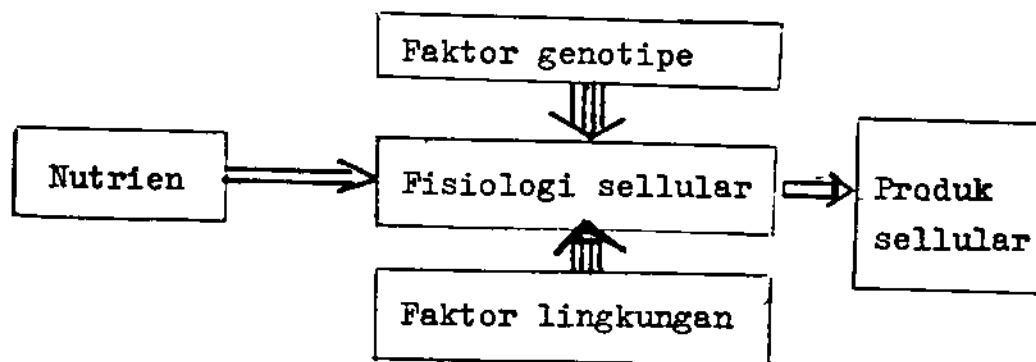 Faktor genotipe
Nutrien
Fisiologi sellular
Produk
sellular
Faktor lingkungan